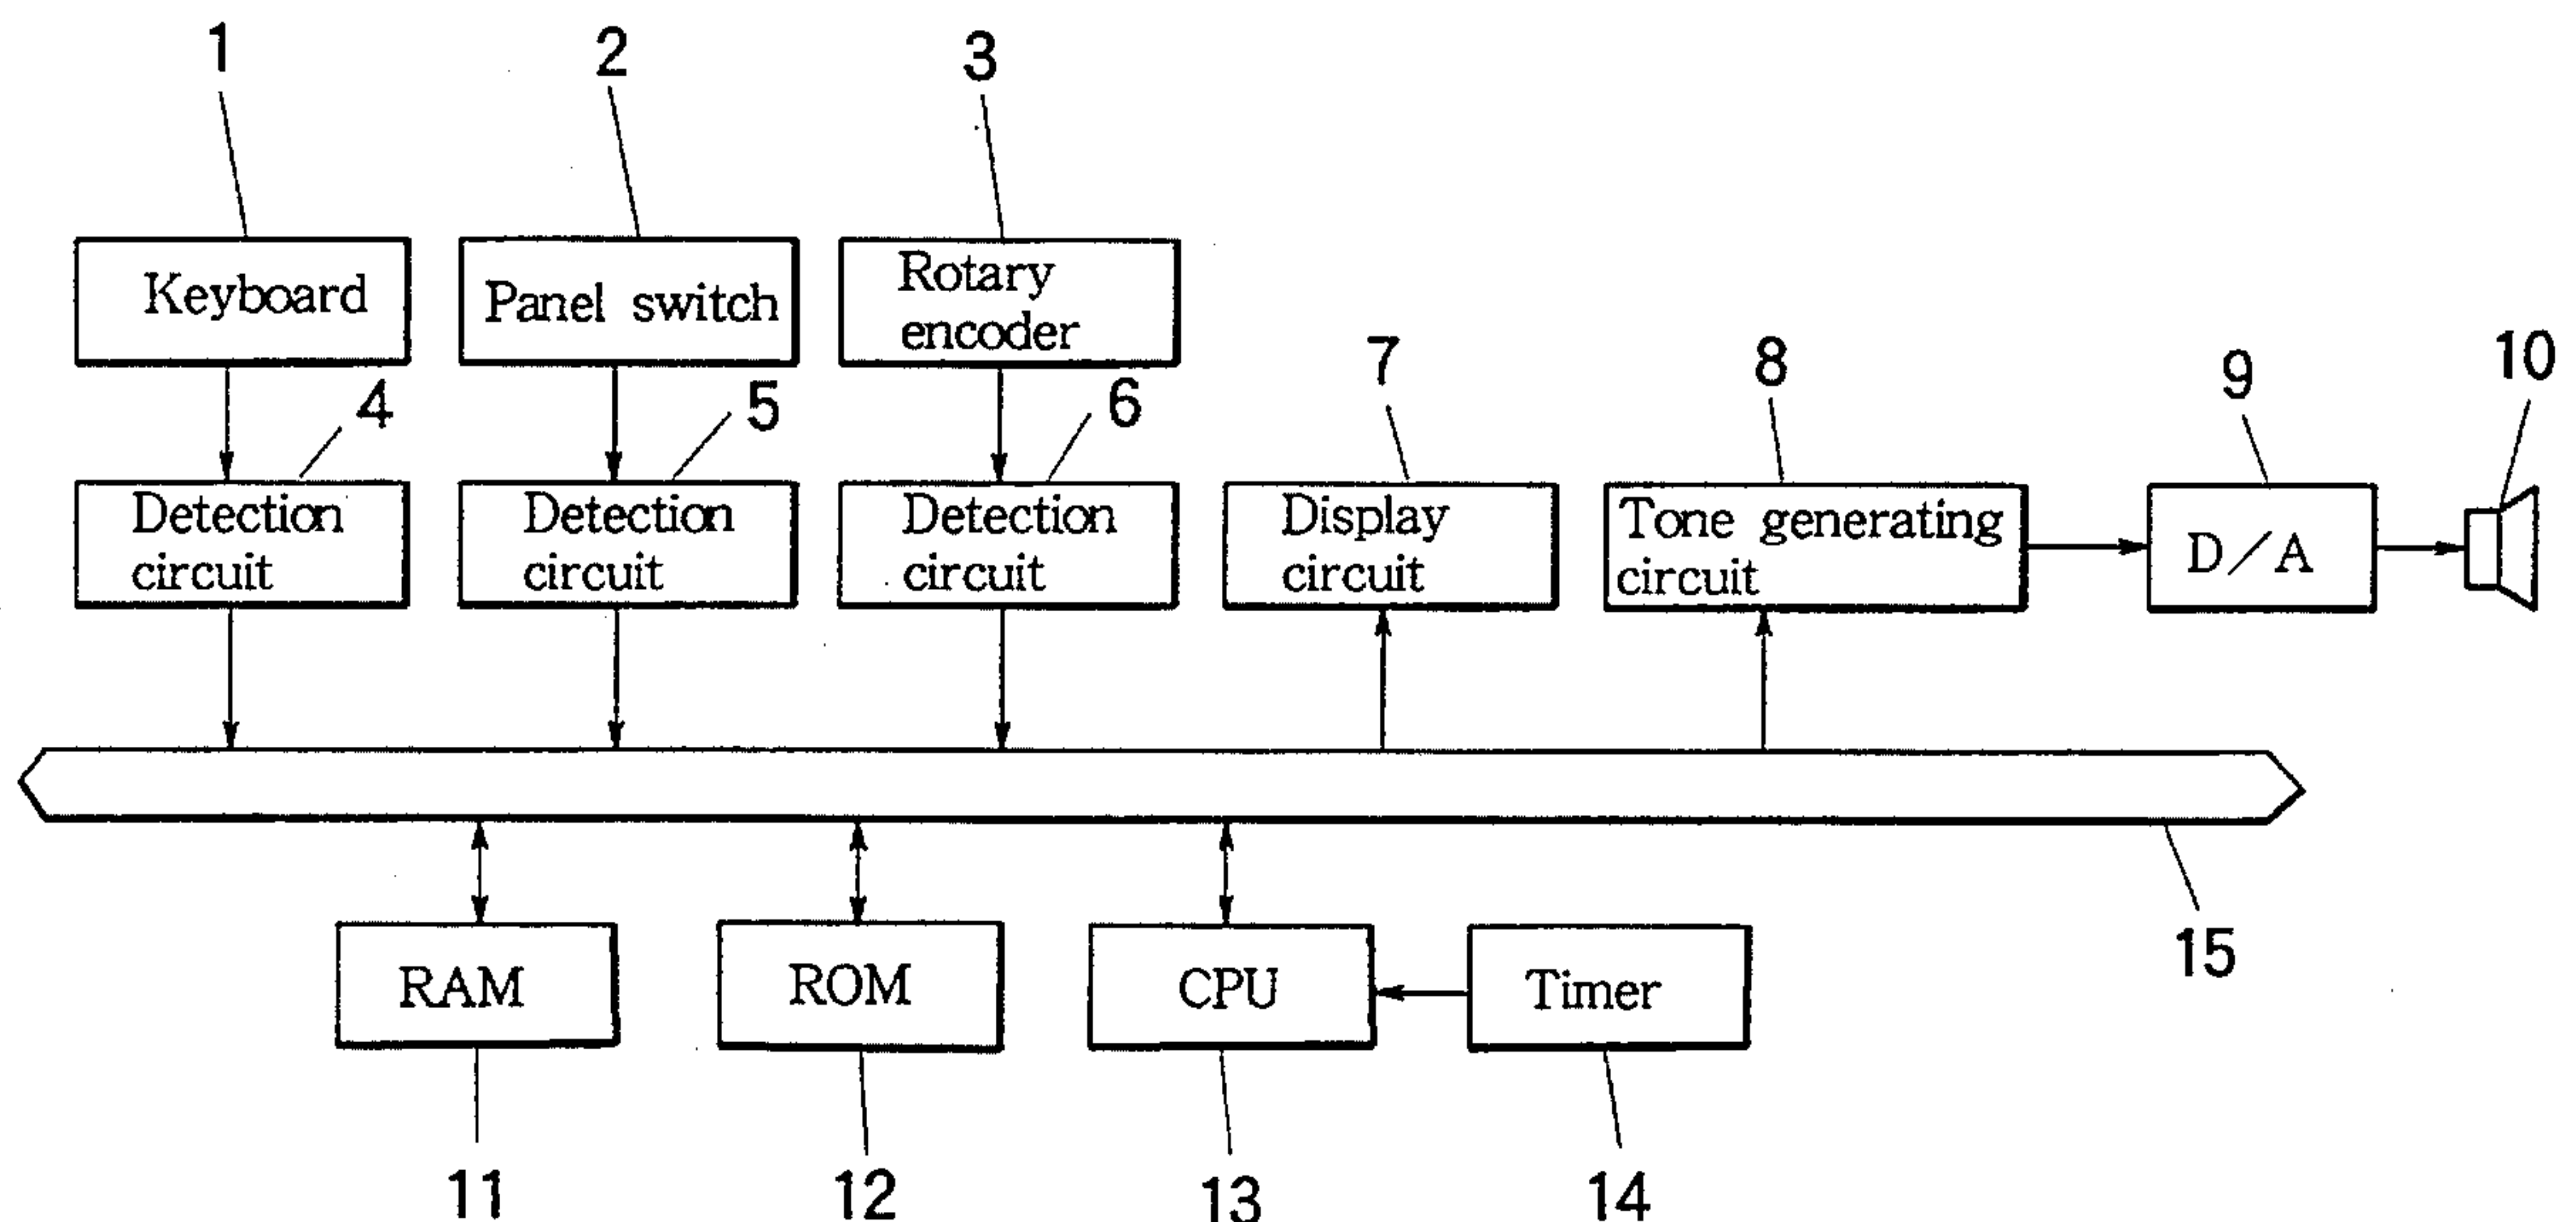 1
2
3
Keyboard
Panel switch
Rotary
encoder
4
5
6
7
8
9
10
Detection
circuit
Detection
circuit
Detection
circuit
Display
circuit
Tone generating
circuit
D/A
15
RAM
ROM
CPU
Timer
11
12
13
14